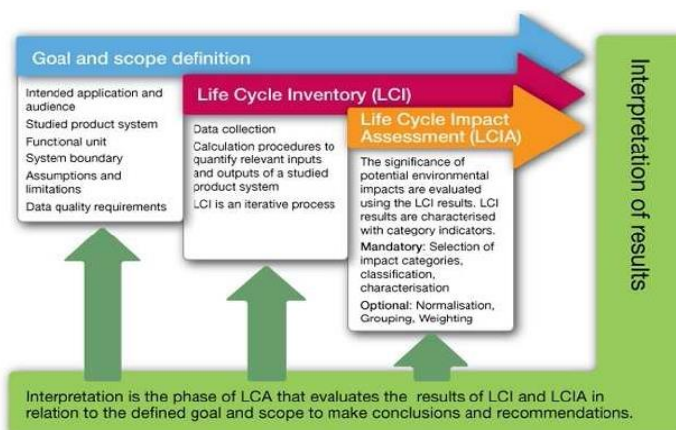 Goal and scope definition
Intended application and
audience
Studied product system
Functional unit
System boundary
Assumptions and
limitations
Data quality requirements
Life Cycle Inventory (LCI)
Data collection
Calculation procedures to
quantify relevant inputs
and outputs of a studied
product system
LCI is an iterative process
Life Cycle Impact
Assessment (LCIA)
The significance of
potential environmental
impacts are evaluated
using the LCI results. LCI
results are characterised
with category indicators.
Mandatory: Selection of
impact categories,
classification,
characterisation
Optional: Normalisation,
Grouping, Weighting
Interpretation of results
Interpretation is the phase of LCA that evaluates the results of LCI and LCIA in
relation to the defined goal and scope to make conclusions and recommendations.